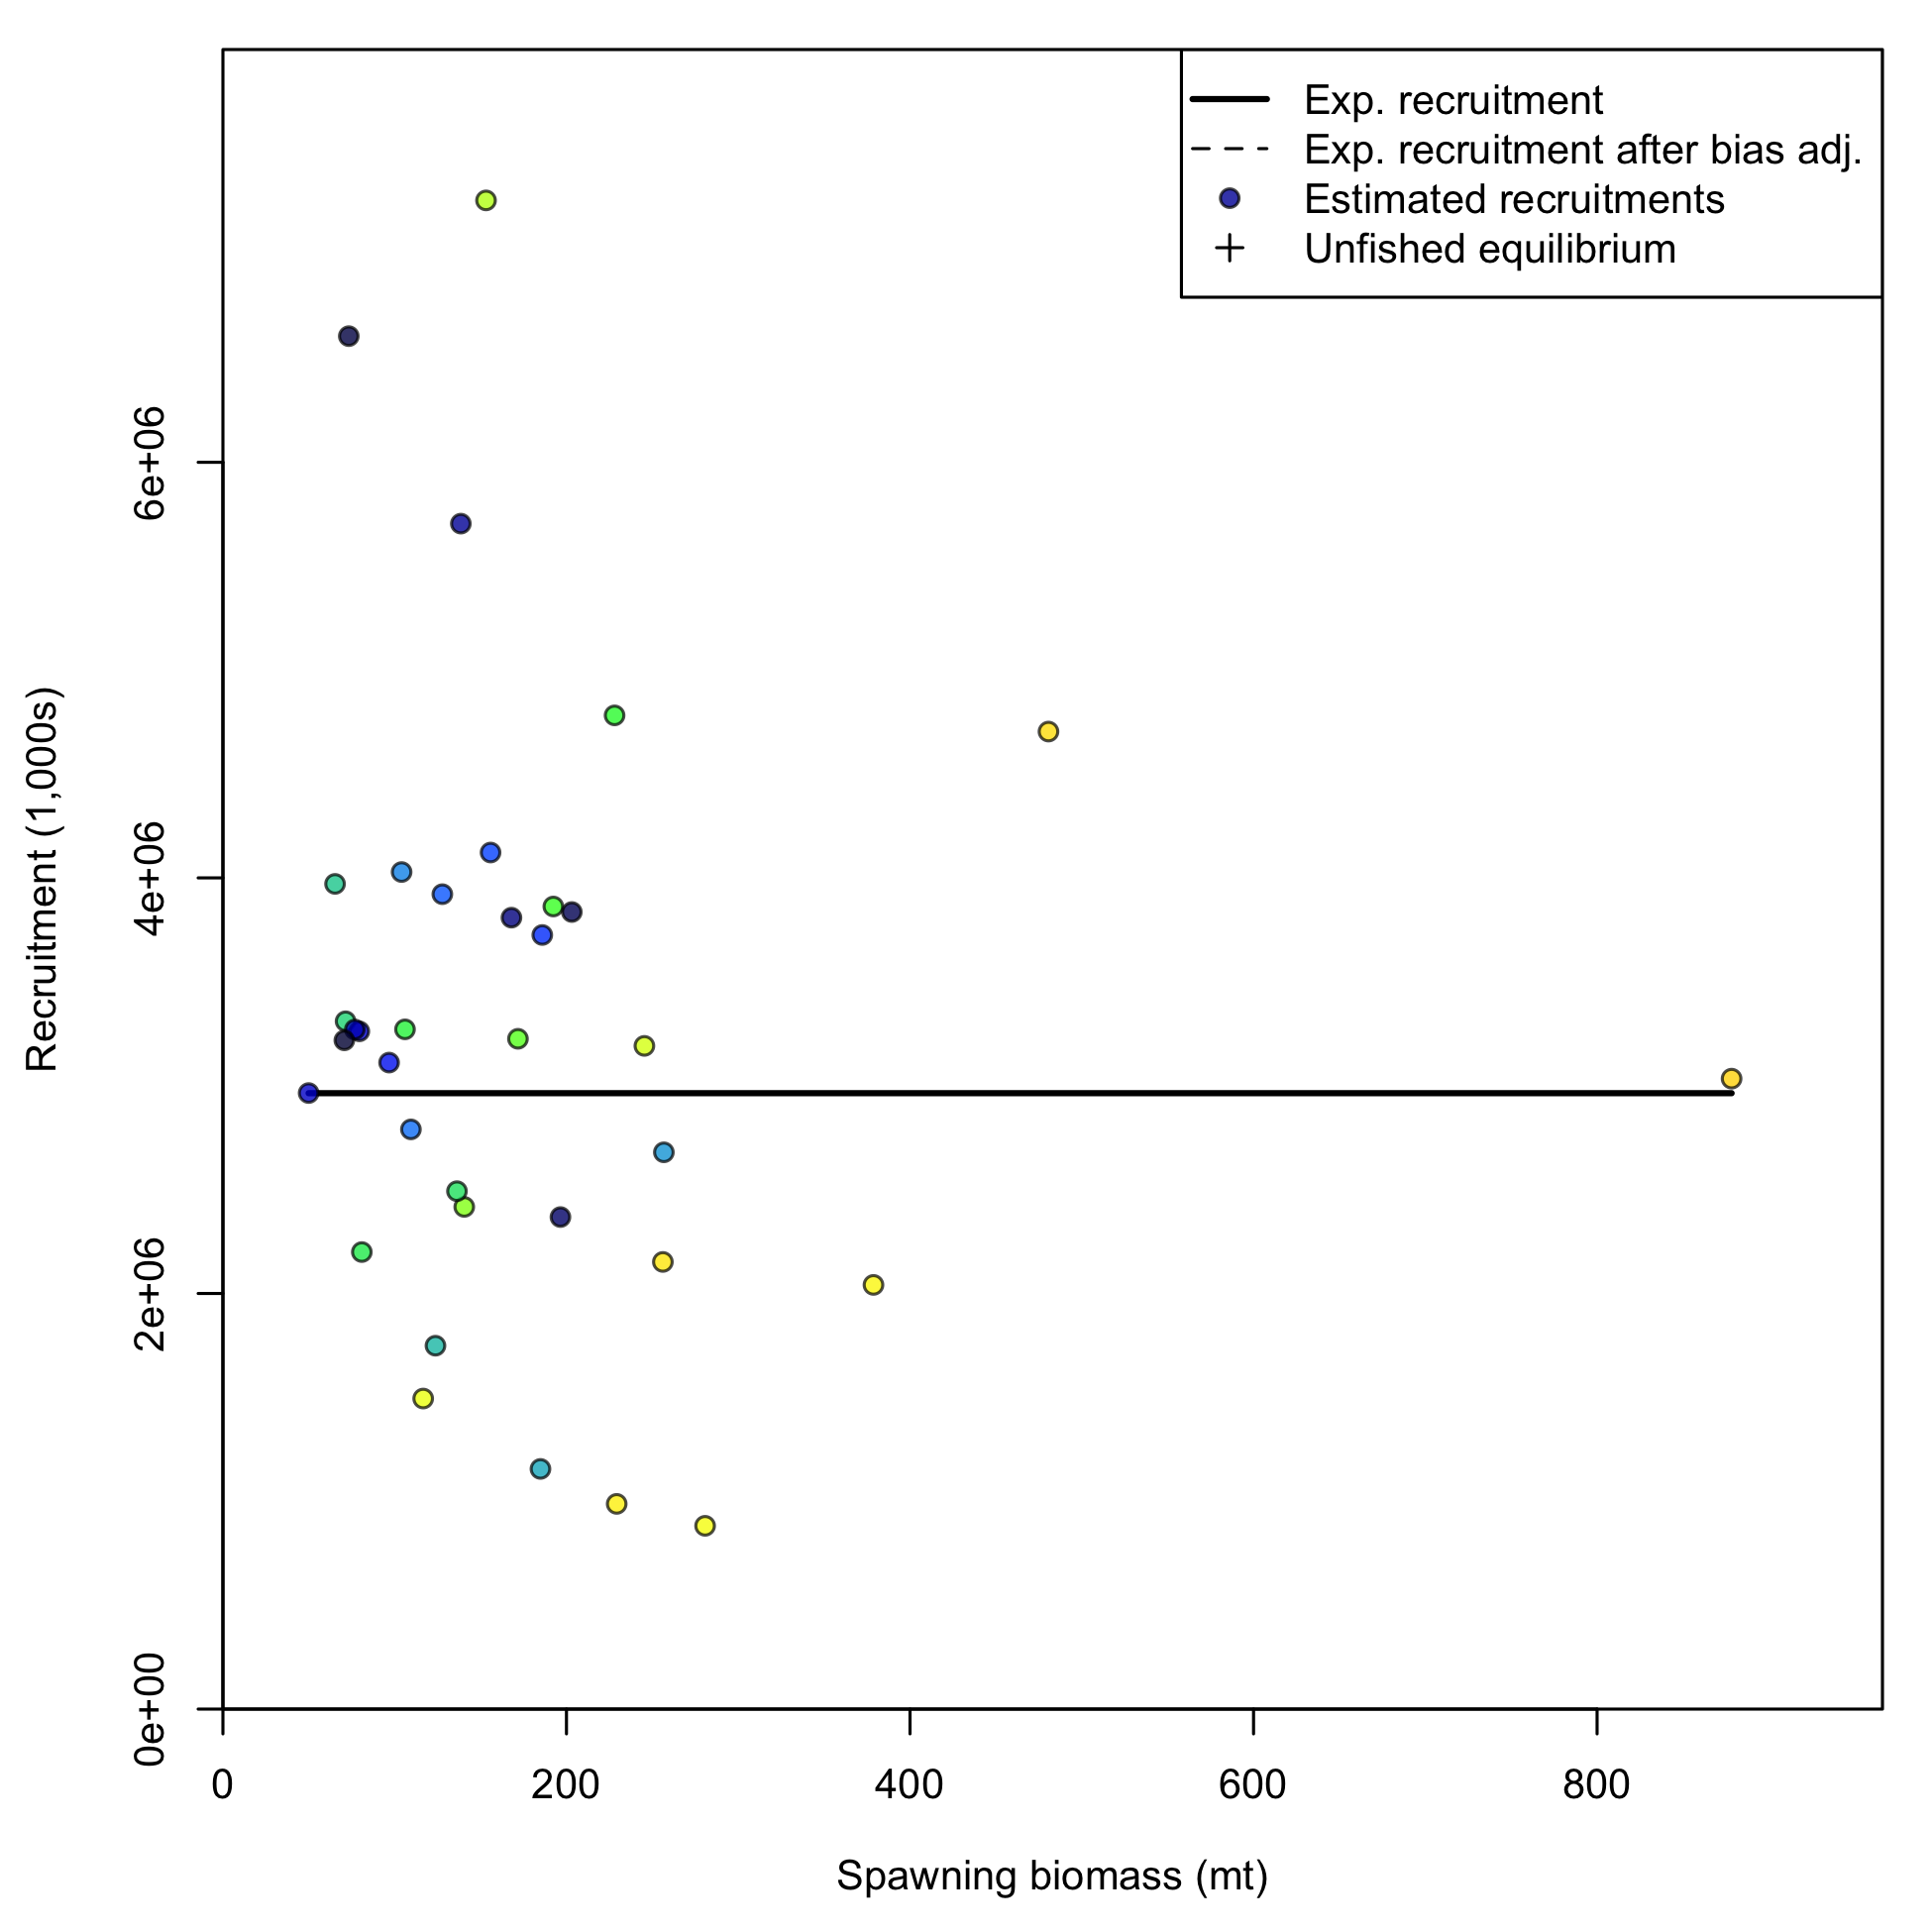 Exp. recruitment
Exp. recruitment after bias adj.
Estimated recruitments
Unfished equilibrium
Recruitment (1,000s)
6e+06
4e+06
2e+06
0e+00
0 200 400 600 800
Spawning biomass (mt)